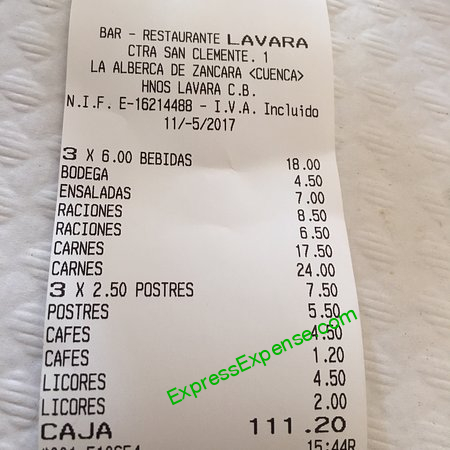 BAR - RESTAURANTE LAVARA
CTRA SAN CLEMENTE. 1
LA ALBERCA DE ZANCARA <CUENCA>
HNOS LAVARA C.B.
N.I.F. E-16214488 - I.V.A. Incluido
11/-5/2017
3 X 6.00 BEBIDAS 18.00
BODEGA 4.50
ENSALADAS 7.00
RACIONES 8.50
RACIONES 6.50
CARNES 17.50
CARNES 24.00
3 X 2.50 POSTRES 7.50
POSTRES 5.50
CAFES 4.50
CAFES 1.20
LICORES 4.50
LICORES 2.00
CAJA 111.20
15:44R
ExpressExpense.com